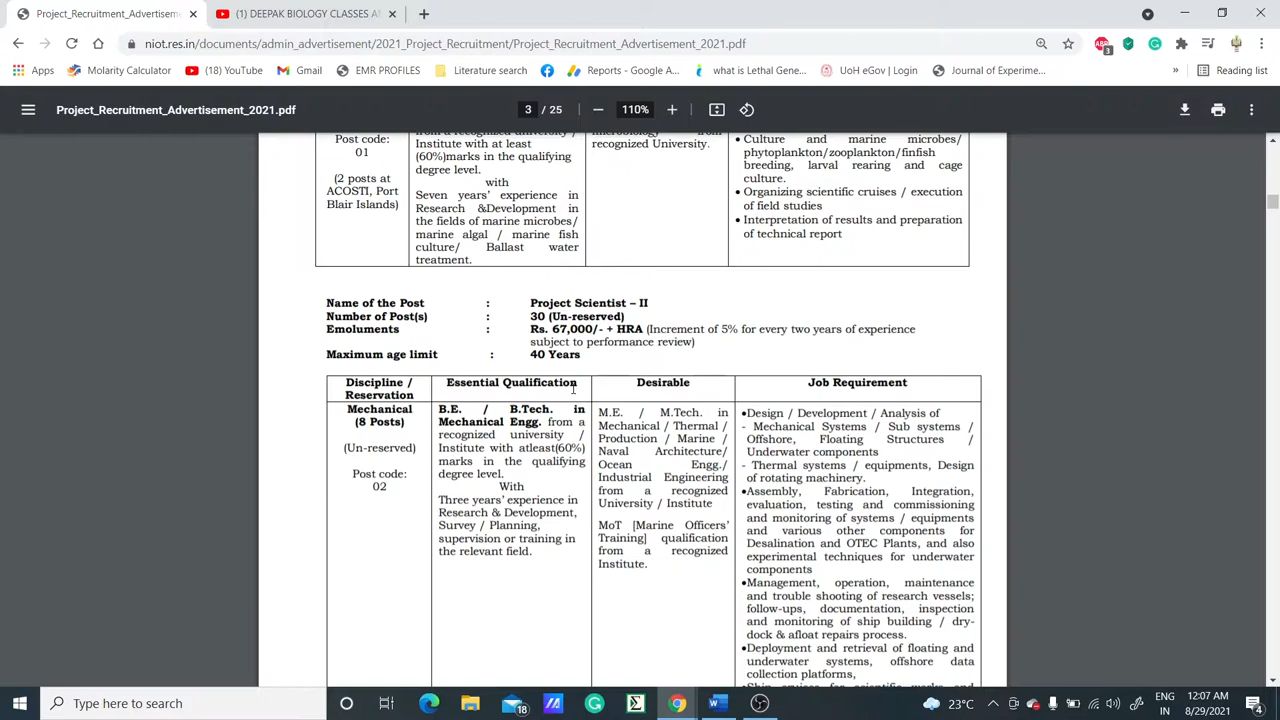 Project_Recruitment_Advertisement
(1) DEEPAK BIOLOGY CLASSES A
niot.res.in/documents/admin_advertisement/2021_Project_Recruitment/Project_Recruitment_Advertisement_2021.pdf
Apps
Molarity Calculator
(18) YouTube
Gmail
EMR PROFILES
Literature search
Reports - Google A...
what is Lethal Gene...
UoH eGov | Login
Journal of Experime...
»
Reading list
Project_Recruitment_Advertisement_2021.pdf
3 / 25
110%
Post code:
01
(2 posts at
ACOSTI, Port
Blair Islands)
from a recognized university /
Institute with at least
(60%)marks in the qualifying
degree level.
with
Seven years' experience in
Research &Development in
the fields of marine microbes/
marine algal / marine fish
culture/ Ballast water
treatment.
microbiology from
recognized University.
• Culture and marine microbes/
phytoplankton/zooplankton/finfish
breeding, larval rearing and cage
culture.
• Organizing scientific cruises / execution
of field studies
• Interpretation of results and preparation
of technical report
Name of the Post : Project Scientist – II
Number of Post(s) : 30 (Un-reserved)
Emoluments : Rs. 67,000/- + HRA (Increment of 5% for every two years of experience
subject to performance review)
Maximum age limit : 40 Years
Discipline /
Reservation
Essential Qualification
Desirable
Job Requirement
Mechanical
(8 Posts)
(Un-reserved)
Post code:
02
B.E. / B.Tech. in
Mechanical Engg. from a
recognized university /
Institute with atleast(60%)
marks in the qualifying
degree level.
With
Three years' experience in
Research & Development,
Survey / Planning,
supervision or training in
the relevant field.
M.E. / M.Tech. in
Mechanical / Thermal /
Production / Marine /
Naval Architecture/
Ocean Engg./
Industrial Engineering
from a recognized
University / Institute
MoT [Marine Officers'
Training] qualification
from a recognized
Institute.
•Design / Development / Analysis of
- Mechanical Systems / Sub systems /
Offshore, Floating Structures /
Underwater components
- Thermal systems / equipments, Design
of rotating machinery.
•Assembly, Fabrication, Integration,
evaluation, testing and commissioning
and monitoring of systems / equipments
and various other components for
Desalination and OTEC Plants, and also
experimental techniques for underwater
components
•Management, operation, maintenance
and trouble shooting of research vessels;
follow-ups, documentation, inspection
and monitoring of ship building / dry-
dock & afloat repairs process.
•Deployment and retrieval of floating and
underwater systems, offshore data
collection platforms,
•Ship cruises for scientific works and
Type here to search
18
23°C
ENG
IN
12:07 AM
8/29/2021
4